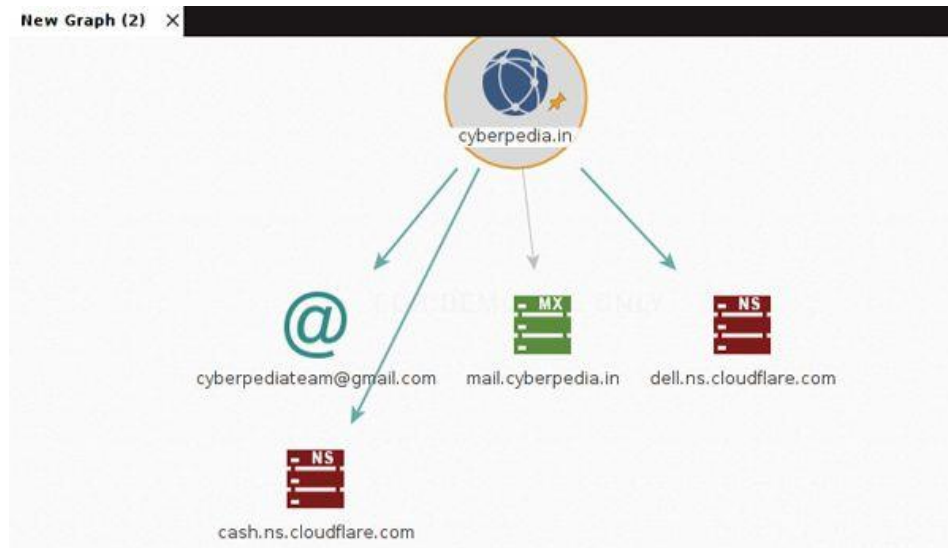 New Graph (2) X
cyberpedia.in
@
MX
NS
cyberpediateam@gmail.com
mail.cyberpedia.in
dell.ns.cloudflare.com
NS
cash.ns.cloudflare.com